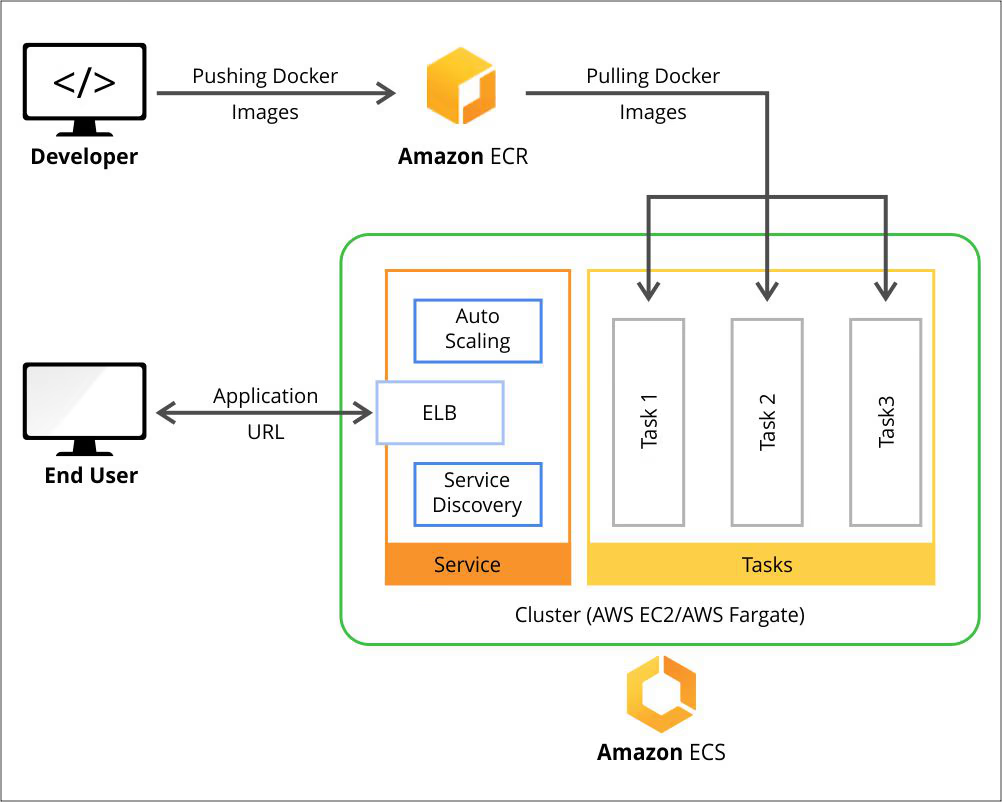 </>
Pushing Docker
Images
Pulling Docker
Images
Developer
Amazon ECR
Auto
Scaling
Application
URL
ELB
Task 1
Task 2
Task3
End User
Service
Discovery
Service
Tasks
Cluster (AWS EC2/AWS Fargate)
Amazon ECS